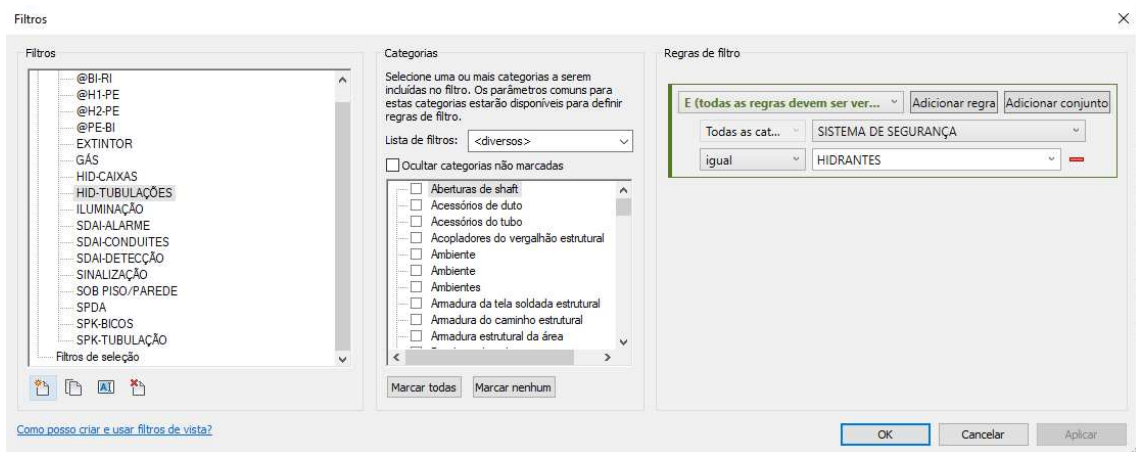 Filtros
Filtros
@BI-RI
@H1-PE
@H2-PE
@PE-BI
EXTINTOR
GÁS
HID-CAIXAS
HID-TUBULAÇÕES
ILUMINAÇÃO
SDAI-ALARME
SDAI-CONDUITES
SDAI-DETECÇÃO
SINALIZAÇÃO
SOB PISO/PAREDE
SPDA
SPK-BICOS
SPK-TUBULAÇÃO
Filtros de seleção
Como posso criar e usar filtros de vista?
Categorias
Selecione uma ou mais categorias a serem
incluídas no filtro. Os parâmetros comuns para
estas categorias estarão disponíveis para definir
regras de filtro.
Lista de filtros: <diversos>
Ocultar categorias não marcadas
Aberturas de shaft
Acessórios de duto
Acessórios do tubo
Acopladores do vergalhão estrutural
Ambiente
Ambiente
Ambientes
Armadura da tela soldada estrutural
Armadura do caminho estrutural
Armadura estrutural da área
Marcar todas Marcar nenhum
Regras de filtro
E (todas as regras devem ser ver... Adicionar regra Adicionar conjunto
Todas as cat... SISTEMA DE SEGURANÇA
igual HIDRANTES
OK Cancelar Aplicar